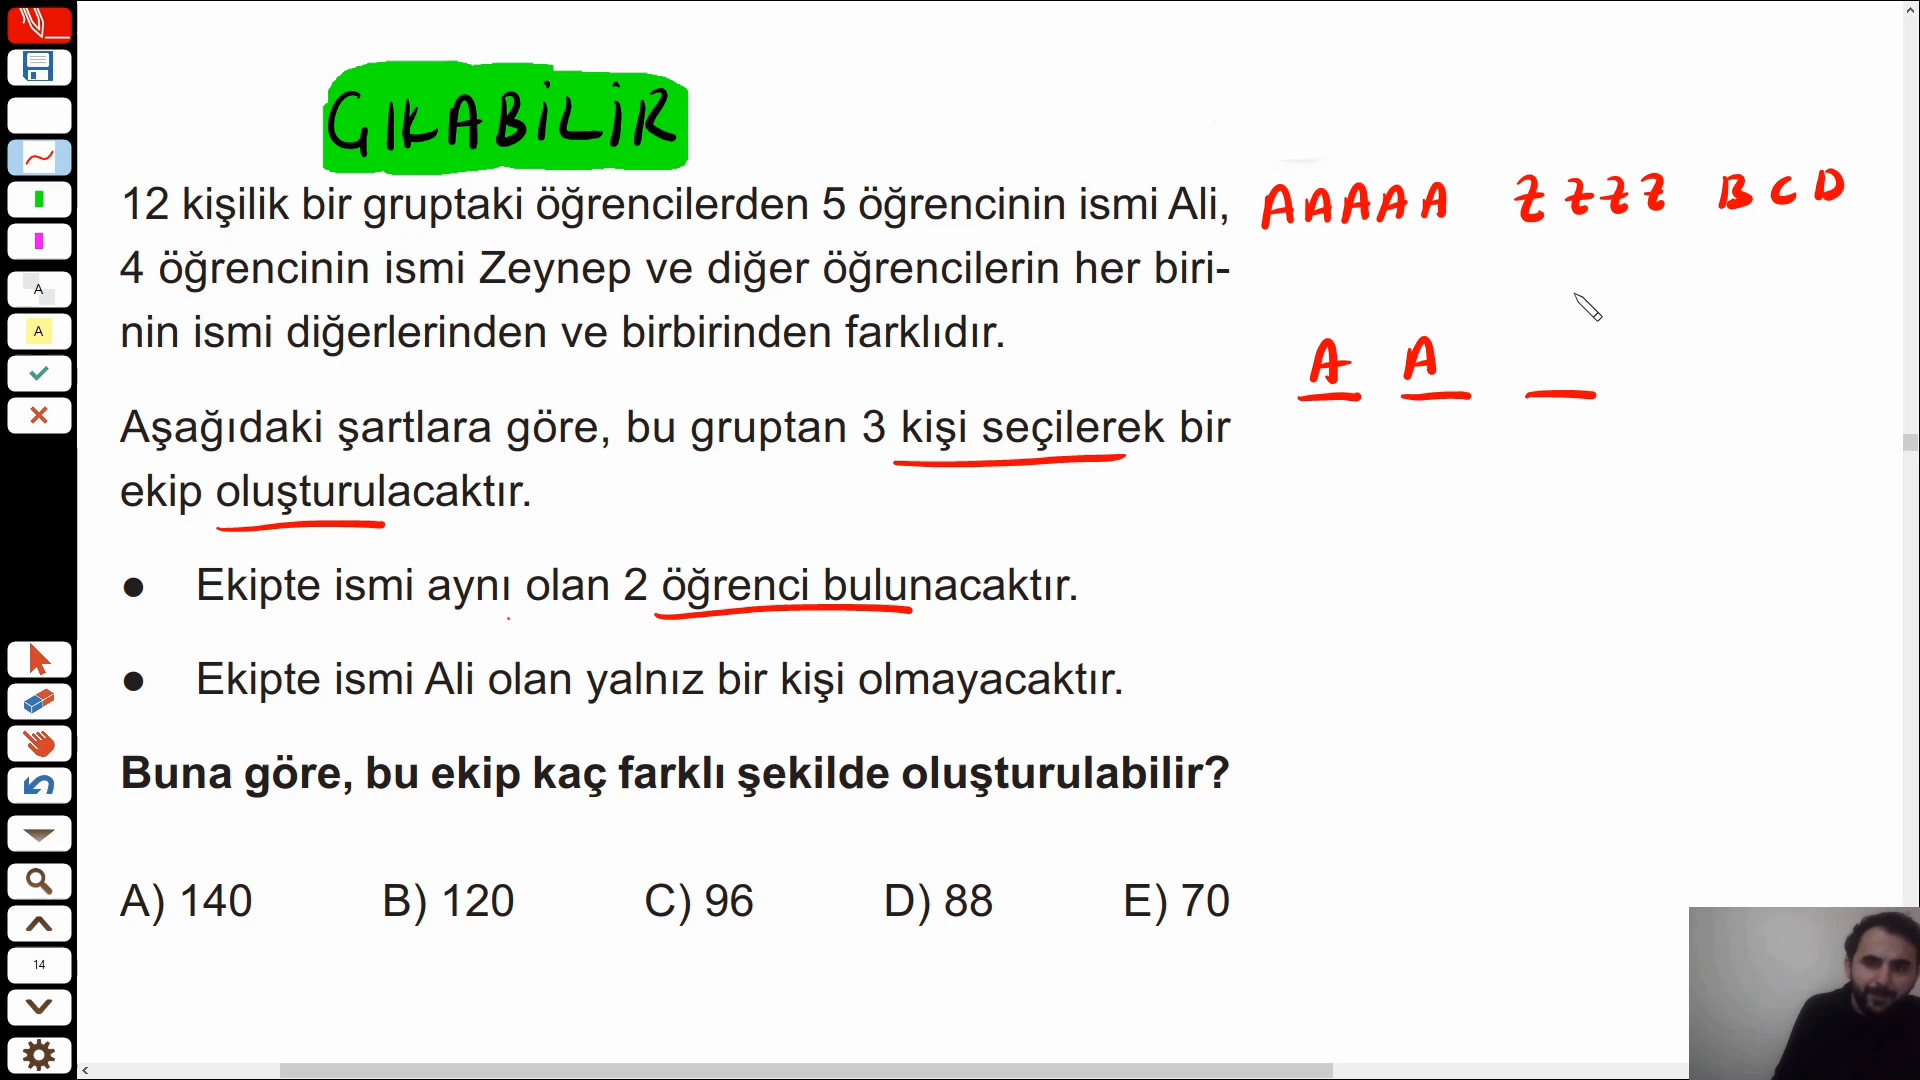 GIKABİLİR
12 kişilik bir gruptaki öğrencilerden 5 öğrencinin ismi Ali,
4 öğrencinin ismi Zeynep ve diğer öğrencilerin her biri-
nin ismi diğerlerinden ve birbirinden farklıdır.
AAAAA ZZZZ BCD
A A
Aşağıdaki şartlara göre, bu gruptan 3 kişi seçilerek bir
ekip oluşturulacaktır.
● Ekipte ismi aynı olan 2 öğrenci bulunacaktır.
● Ekipte ismi Ali olan yalnız bir kişi olmayacaktır.
Buna göre, bu ekip kaç farklı şekilde oluşturulabilir?
A) 140 B) 120 C) 96 D) 88 E) 70
A
A
14